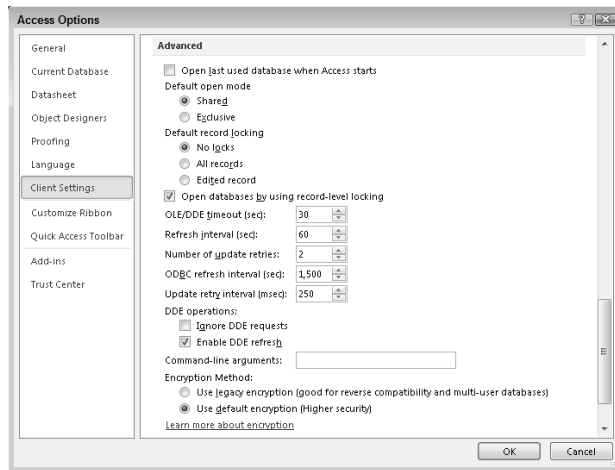 Access Options
General
Current Database
Datasheet
Object Designers
Proofing
Language
Client Settings
Customize Ribbon
Quick Access Toolbar
Add-ins
Trust Center
Advanced
Open last used database when Access starts
Default open mode
Shared
Exclusive
Default record locking
No locks
All records
Edited record
Open databases by using record-level locking
OLE/DDE timeout (sec): 30
Refresh interval (sec): 60
Number of update retries: 2
ODBC refresh interval (sec): 1,500
Update retry interval (msec): 250
DDE operations:
Ignore DDE requests
Enable DDE refresh
Command-line arguments:
Encryption Method:
Use legacy encryption (good for reverse compatibility and multi-user databases)
Use default encryption (Higher security)
Learn more about encryption
OK Cancel